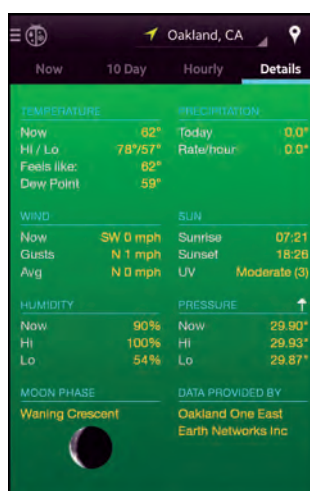 Oakland, CA
Now 10 Day Hourly Details
TEMPERATURE
Now 62°
Hi / Lo 78°/57°
Feels like: 62°
Dew Point 59°
PRECIPITATION
Today 0.0"
Rate/hour 0.0"
WIND
Now SW 0 mph
Gusts N 1 mph
Avg N 0 mph
SUN
Sunrise 07:21
Sunset 18:26
UV Moderate (3)
HUMIDITY
Now 90%
Hi 100%
Lo 54%
PRESSURE
Now 29.90"
Hi 29.93"
Lo 29.87"
MOON PHASE
Waning Crescent
DATA PROVIDED BY
Oakland One East
Earth Networks Inc